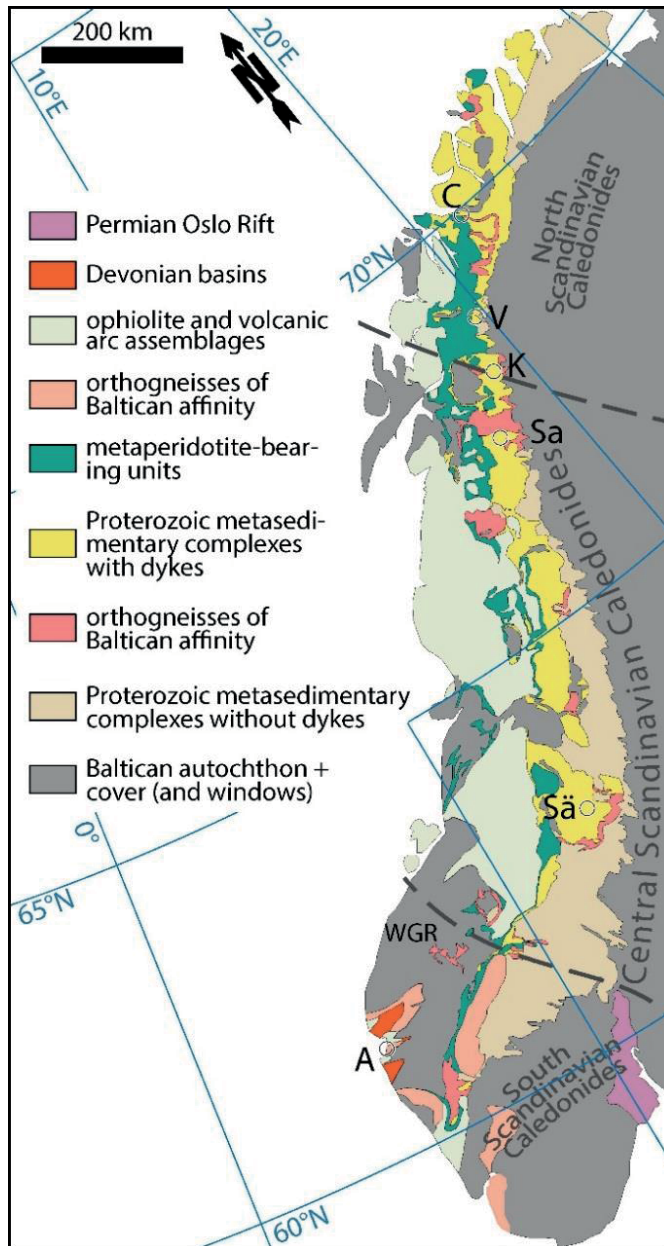 200 km
10°E
20°E
N
C
70°N
North Scandinavian Caledonides
V
K
Sa
Permian Oslo Rift
Devonian basins
ophiolite and volcanic
arc assemblages
orthogneisses of
Baltican affinity
metaperidotite-bear-
ing units
Proterozoic metasedi-
mentary complexes
with dykes
orthogneisses of
Baltican affinity
Proterozoic metasedimentary
complexes without dykes
Baltican autochthon +
cover (and windows)
Central Scandinavian Caledonides
Sä
0°
65°N
WGR
A
South
Scandinavian
Caledonides
60°N